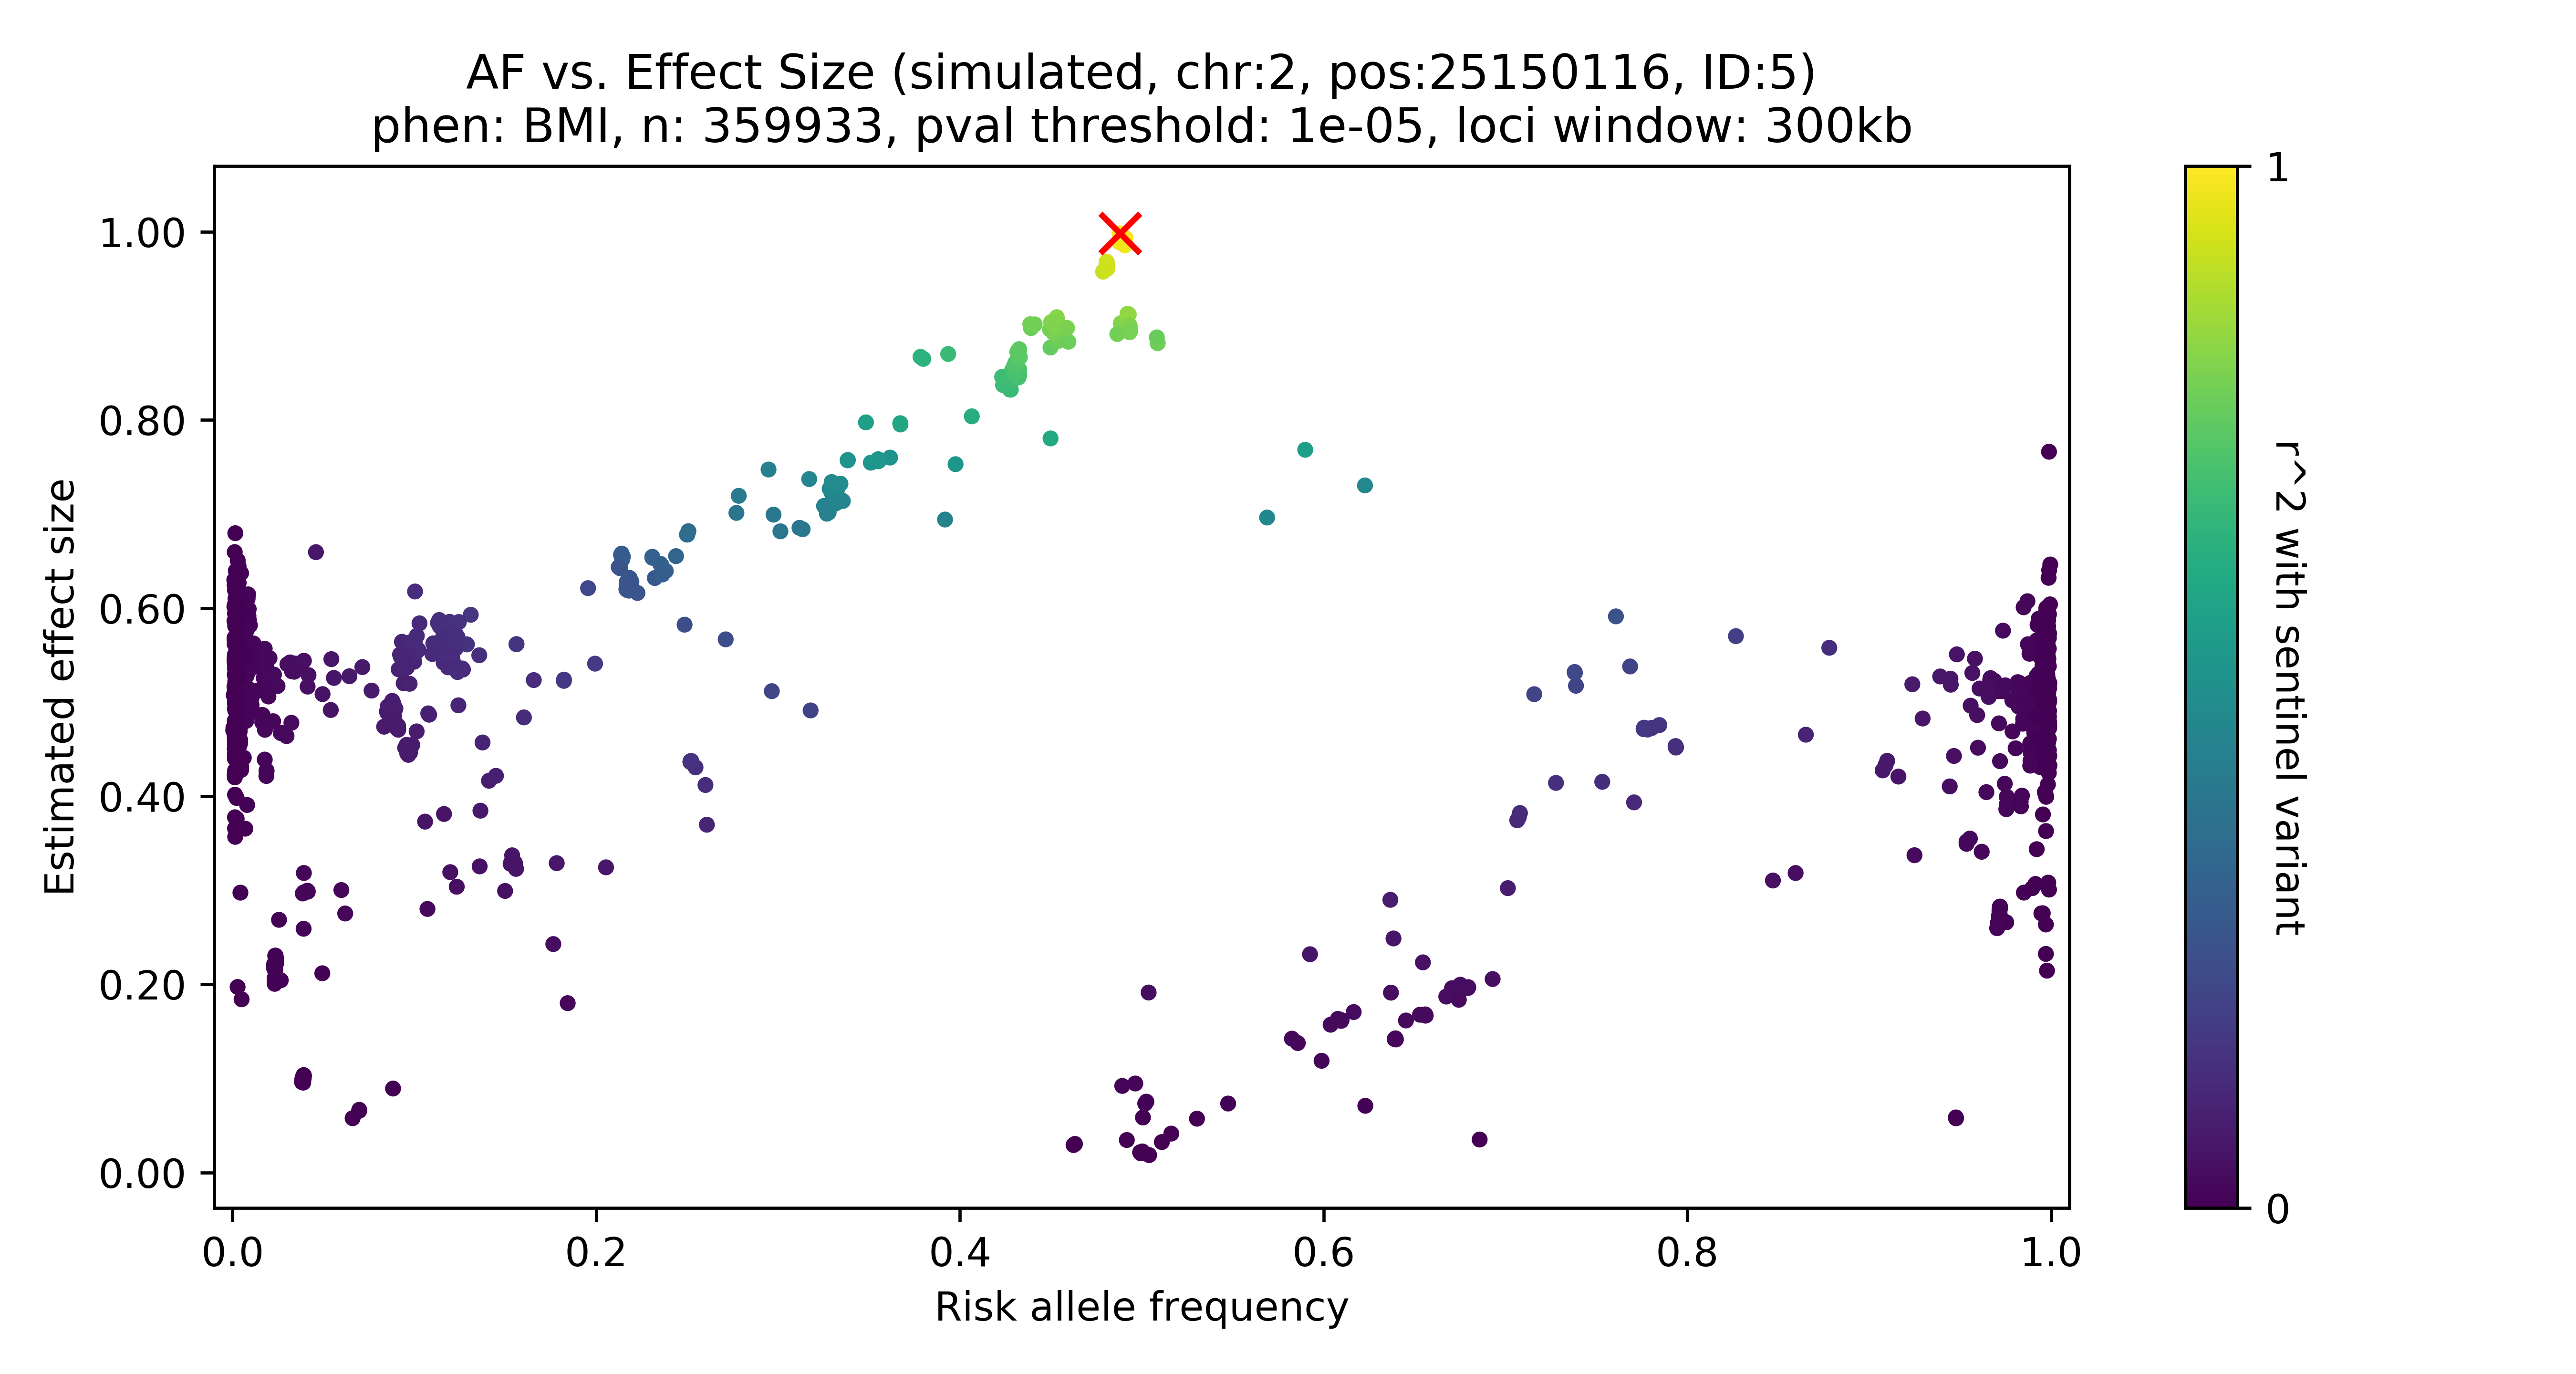 AF vs. Effect Size (simulated, chr:2, pos:25150116, ID:5)
phen: BMI, n: 359933, pval threshold: 1e-05, loci window: 300kb
1.00
0.80
0.60
0.40
0.20
0.00
Estimated effect size
0.0
0.2
0.4
0.6
0.8
1.0
Risk allele frequency
1
0
r^2 with sentinel variant